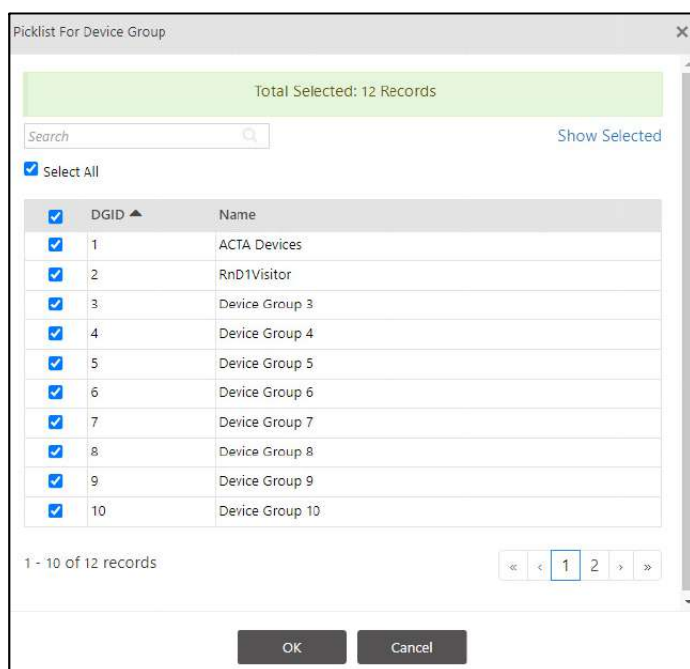 Picklist For Device Group
Total Selected: 12 Records
Search
Show Selected
Select All
DGID Name
1 ACTA Devices
2 RnD1Visitor
3 Device Group 3
4 Device Group 4
5 Device Group 5
6 Device Group 6
7 Device Group 7
8 Device Group 8
9 Device Group 9
10 Device Group 10
1 - 10 of 12 records « ‹ 1 2 › »
OK Cancel